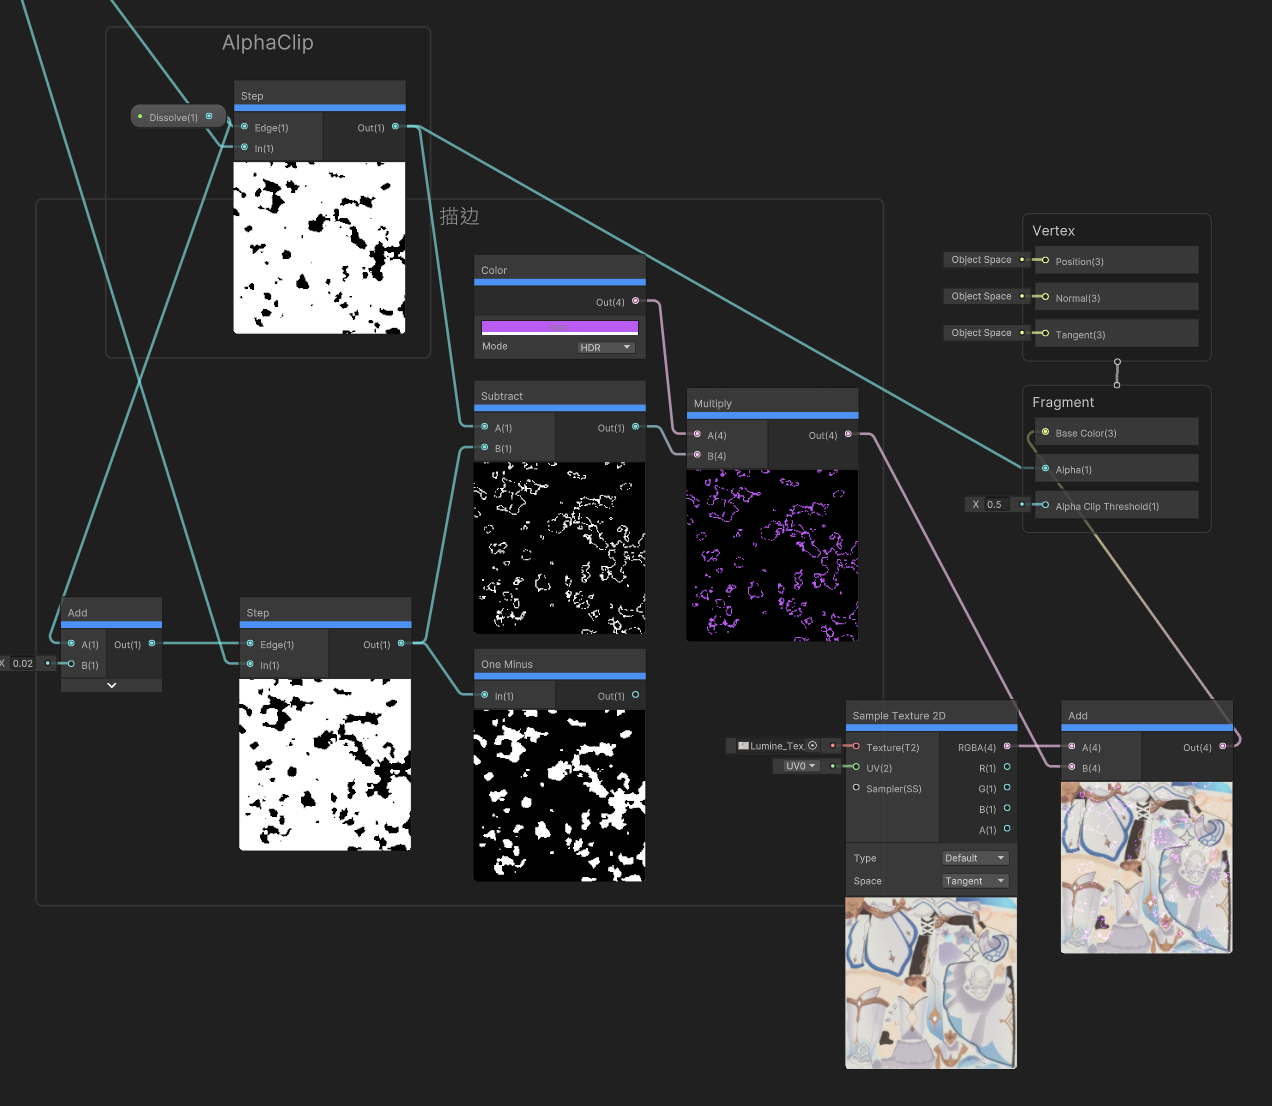 AlphaClip
Step
Dissolve(1)
Edge(1)
Out(1)
In(1)
描边
Color
Out(4)
Mode
HDR
Subtract
A(1)
Out(1)
B(1)
Multiply
A(4)
Out(4)
B(4)
Vertex
Object Space
Position(3)
Object Space
Normal(3)
Object Space
Tangent(3)
Fragment
Base Color(3)
Alpha(1)
X 0.5
Alpha Clip Threshold(1)
Add
A(1)
Out(1)
X 0.02
B(1)
Step
Edge(1)
Out(1)
In(1)
One Minus
In(1)
Out(1)
Sample Texture 2D
Lumine_Tex
Texture(T2)
RGBA(4)
UV0
UV(2)
R(1)
Sampler(SS)
G(1)
B(1)
A(1)
Type
Default
Space
Tangent
Add
A(4)
Out(4)
B(4)